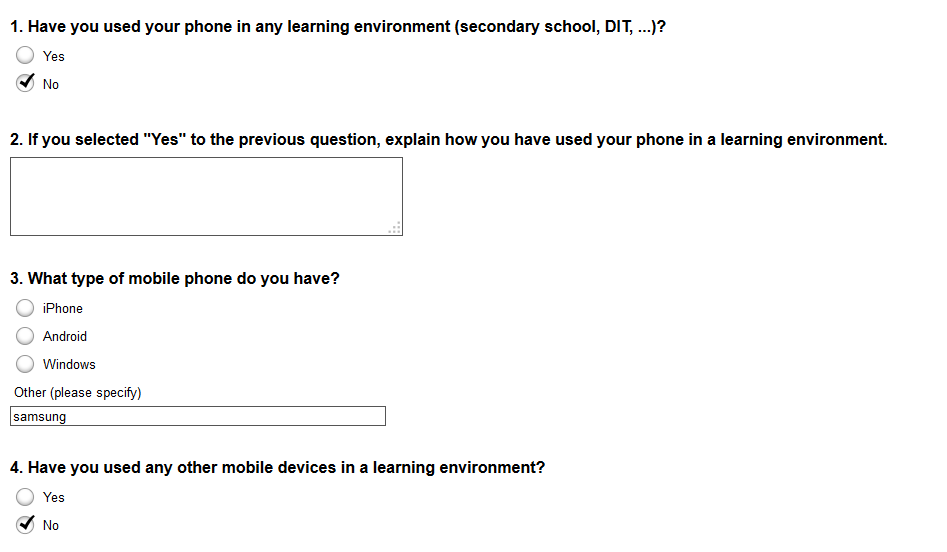 1. Have you used your phone in any learning environment (secondary school, DIT, ...)?
Yes
No
2. If you selected "Yes" to the previous question, explain how you have used your phone in a learning environment.
3. What type of mobile phone do you have?
iPhone
Android
Windows
Other (please specify)
samsung
4. Have you used any other mobile devices in a learning environment?
Yes
No